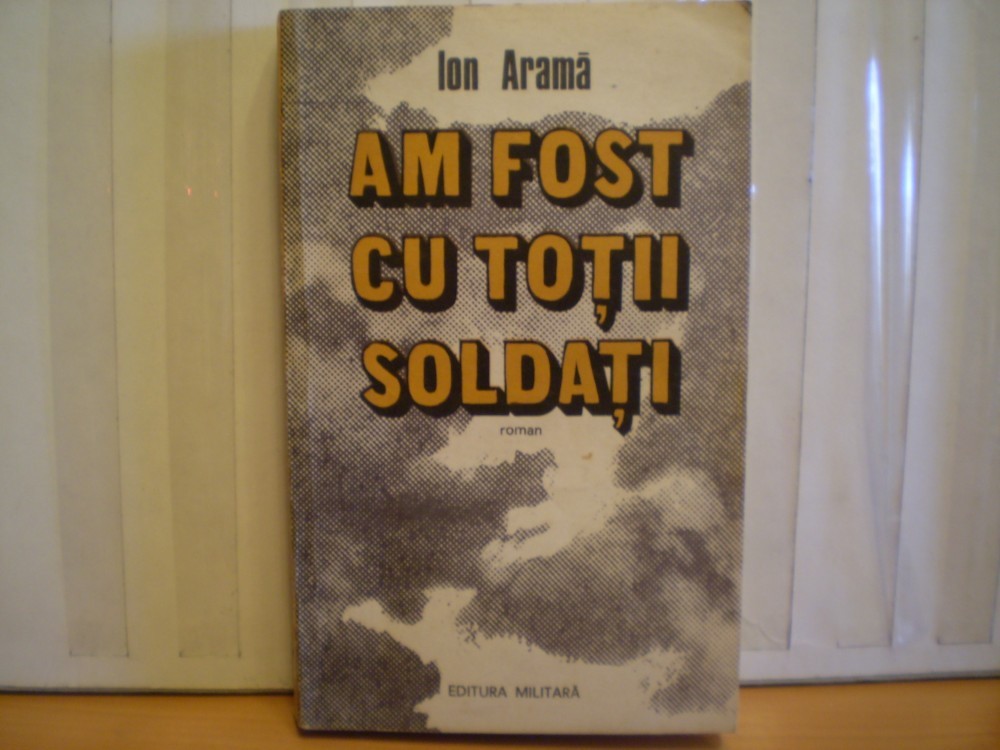 Ion Aramă
AM FOST
CU TOȚII
SOLDAȚI
roman
EDITURA MILITARĂ